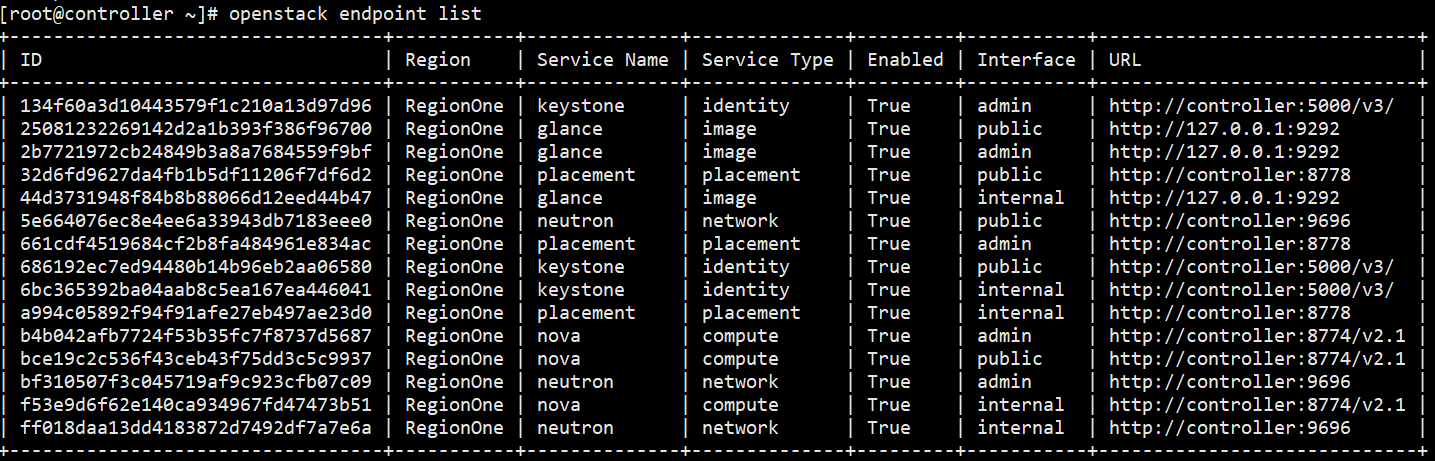 [root@controller ~]# openstack endpoint list
+----------------------------------+-----------+--------------+--------------+---------+-----------+-----------------------------+
| ID                               | Region    | Service Name | Service Type | Enabled | Interface | URL                         |
+----------------------------------+-----------+--------------+--------------+---------+-----------+-----------------------------+
| 134f60a3d10443579f1c210a13d97d96 | RegionOne | keystone     | identity     | True    | admin     | http://controller:5000/v3/  |
| 25081232269142d2a1b393f386f96700 | RegionOne | glance       | image        | True    | public    | http://127.0.0.1:9292       |
| 2b7721972cb24849b3a8a7684559f9bf | RegionOne | glance       | image        | True    | admin     | http://127.0.0.1:9292       |
| 32d6fd9627da4fb1b5df11206f7df6d2 | RegionOne | placement    | placement    | True    | public    | http://controller:8778      |
| 44d3731948f84b8b88066d12eed44b47 | RegionOne | glance       | image        | True    | internal  | http://127.0.0.1:9292       |
| 5e664076ec8e4ee6a33943db7183eee0 | RegionOne | neutron      | network      | True    | public    | http://controller:9696      |
| 661cdf4519684cf2b8fa484961e834ac | RegionOne | placement    | placement    | True    | admin     | http://controller:8778      |
| 686192ec7ed94480b14b96eb2aa06580 | RegionOne | keystone     | identity     | True    | public    | http://controller:5000/v3/  |
| 6bc365392ba04aab8c5ea167ea446041 | RegionOne | keystone     | identity     | True    | internal  | http://controller:5000/v3/  |
| a994c05892f94f91afe27eb497ae23d0 | RegionOne | placement    | placement    | True    | internal  | http://controller:8778      |
| b4b042afb7724f53b35fc7f8737d5687 | RegionOne | nova         | compute      | True    | admin     | http://controller:8774/v2.1 |
| bce19c2c536f43ceb43f75dd3c5c9937 | RegionOne | nova         | compute      | True    | public    | http://controller:8774/v2.1 |
| bf310507f3c045719af9c923cfb07c09 | RegionOne | neutron      | network      | True    | admin     | http://controller:9696      |
| f53e9d6f62e140ca934967fd47473b51 | RegionOne | nova         | compute      | True    | internal  | http://controller:8774/v2.1 |
| ff018daa13dd4183872d7492df7a7e6a | RegionOne | neutron      | network      | True    | internal  | http://controller:9696      |
+----------------------------------+-----------+--------------+--------------+---------+-----------+-----------------------------+